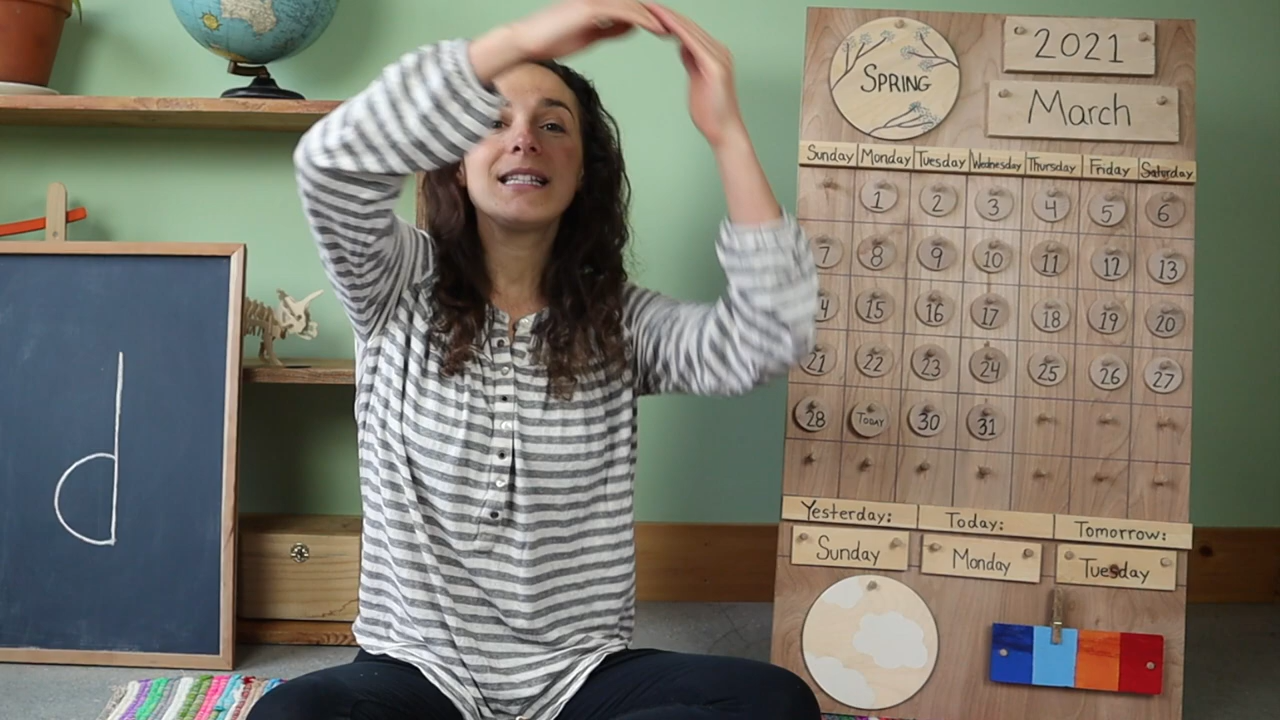 d
SPRING
2021
March
Sunday Monday Tuesday Wednesday Thursday Friday Saturday
1 2 3 4 5 6
7 8 9 10 11 12 13
4 15 16 17 18 19 20
21 22 23 24 25 26 27
28 TODAY 30 31
Yesterday: Today: Tomorrow:
Sunday Monday Tuesday